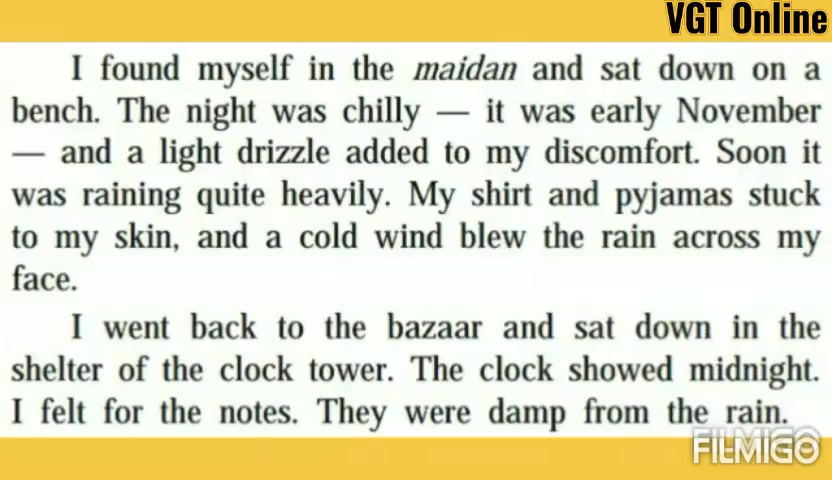 VGT Online
I found myself in the maidan and sat down on a
bench. The night was chilly — it was early November
— and a light drizzle added to my discomfort. Soon it
was raining quite heavily. My shirt and pyjamas stuck
to my skin, and a cold wind blew the rain across my
face.
I went back to the bazaar and sat down in the
shelter of the clock tower. The clock showed midnight.
I felt for the notes. They were damp from the rain.
FILMIGO